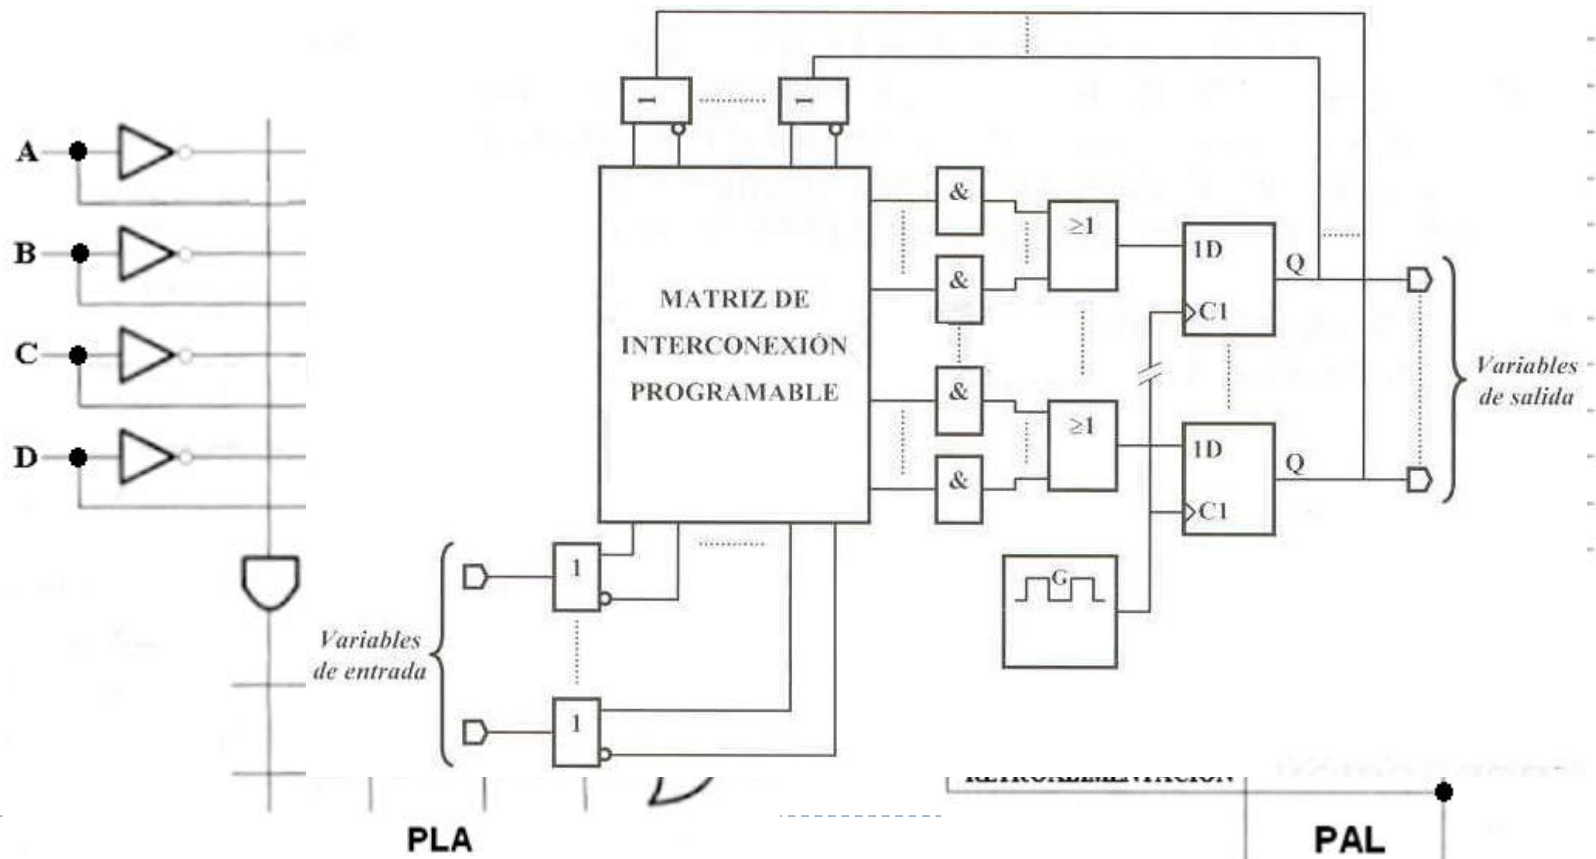 A
B
C
D
1
1
MATRIZ DE
INTERCONEXIÓN
PROGRAMABLE
&
&
&
&
≥1
≥1
1D
Q
C1
1D
Q
C1
G
Variables
de salida
1
Variables
de entrada
1
RETROALIMENTACION
PLA
PAL